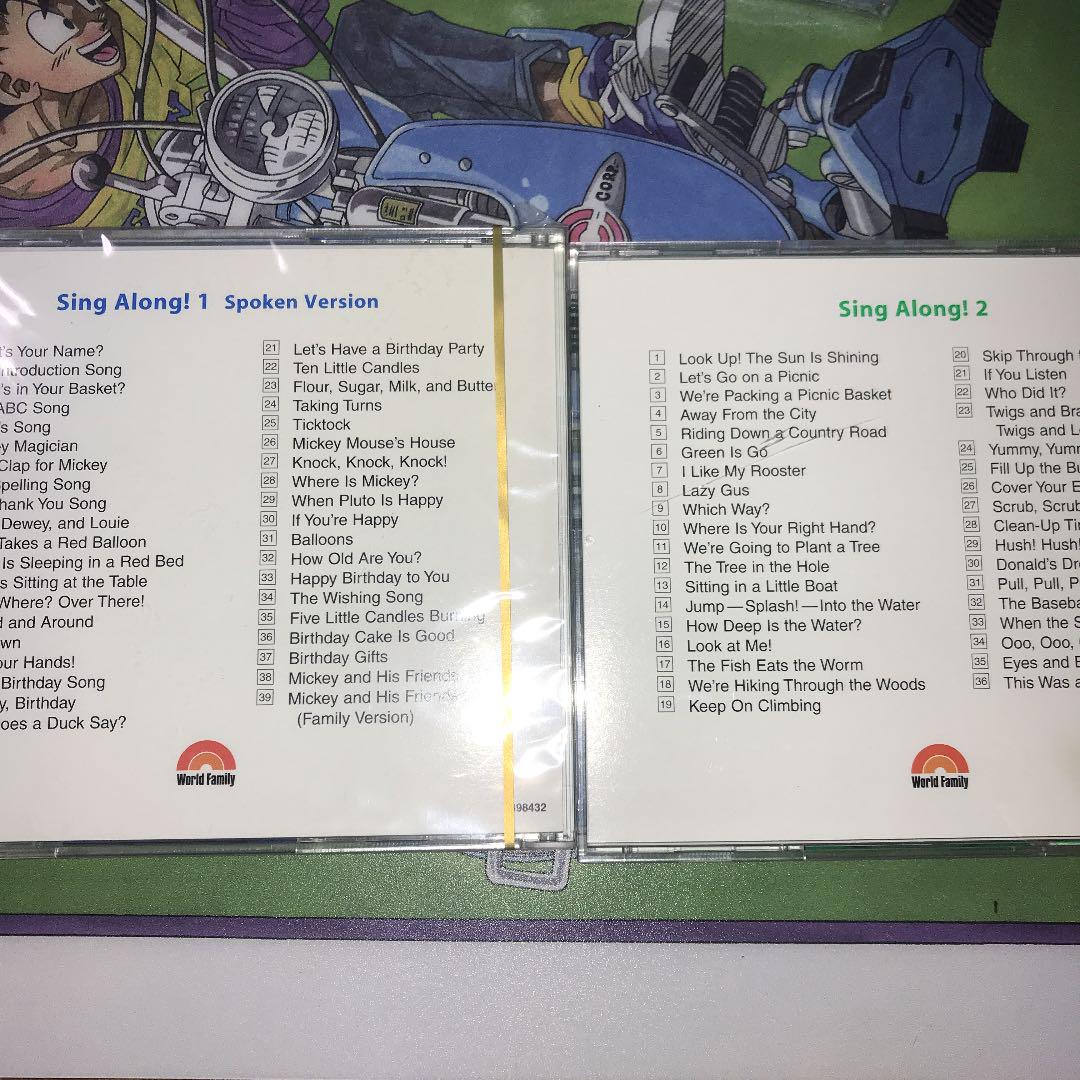 CORP.
Sing Along! 1 Spoken Version
Your Name?
Introduction Song
in Your Basket?
ABC Song
Song
Magician
Clap for Mickey
Spelling Song
Song
Dewey, and Louie
Takes a Red Balloon
Is Sleeping in a Red Bed
Sitting at the Table
Where? Over There!
and Around
Hands!
Birthday Song
Birthday
a Duck Say?
21 Let's Have a Birthday Party
22 Ten Little Candles
23 Flour, Sugar, Milk, and
24 Taking Turns
25 Ticktock
26 Mickey Mouse's House
27 Knock, Knock, Knock!
28 Where Is Mickey?
29 When Pluto Is Happy
30 If You're Happy
31 Balloons
32 How Old Are You?
33 Happy Birthday to You
34 The Wishing Song
35 Five Little Candles Burning
36 Birthday Cake Is Good
37 Birthday Gifts
38 Mickey and His Friends
39 Mickey and His Friends
(Family Version)
World Family
98432
Sing Along! 2
1 Look Up! The Sun Is Shining
2 Let's Go on a Picnic
3 We're Packing a Picnic Basket
4 Away From the City
5 Riding Down a Country Road
6 Green Is Go
7 I Like My Rooster
8 Lazy Gus
9 Which Way?
10 Where Is Your Right Hand?
11 We're Going to Plant a Tree
12 The Tree in the Hole
13 Sitting in a Little Boat
14 Jump — Splash! — Into the Water
15 How Deep Is the Water?
16 Look at Me!
17 The Fish Eats the Worm
18 We're Hiking Through the Woods
19 Keep On Climbing
20 Skip Through
21 If You Listen
22 Who Did It?
23 Twigs and
Twigs and
24 Yummy,
25 Fill Up the
26 Cover Your
27 Scrub,
28 Clean-Up
29 Hush! Hush!
30 Donald's
31 Pull, Pull,
32 The
33 When the
34 Ooo, Ooo,
35 Eyes and
36 This Was
World Family